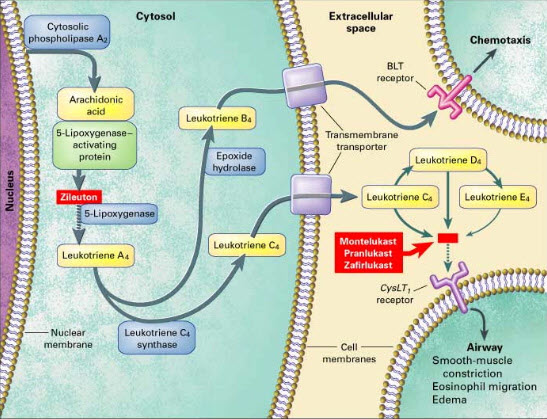 Cytosolic
phospholipase A2
Cytosol
Extracellular
space
Chemotaxis
BLT
receptor
Arachidonic
acid
5-Lipoxygenase–
activating
protein
Leukotriene B4
Epoxide
hydrolase
Transmembrane
transporter
Nucleus
Zileuton
5-Lipoxygenase
Leukotriene A4
Leukotriene C4
Leukotriene D4
Leukotriene C4
Leukotriene E4
Montelukast
Pranlukast
Zafirlukast
CysLT1
receptor
Nuclear
membrane
Leukotriene C4
synthase
Cell
membranes
Airway
Smooth-muscle
constriction
Eosinophil migration
Edema